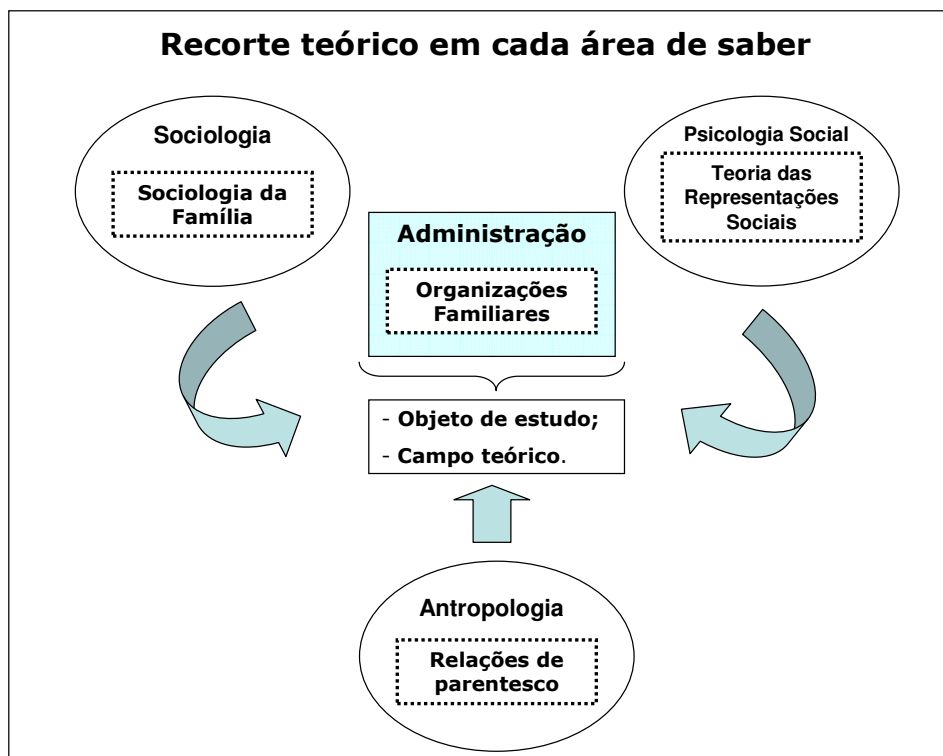 Recorte teórico em cada área de saber
Sociologia
Sociologia da
Família
Psicologia Social
Teoria das
Representações
Sociais
Administração
Organizações
Familiares
- Objeto de estudo;
- Campo teórico.
Antropologia
Relações de
parentesco